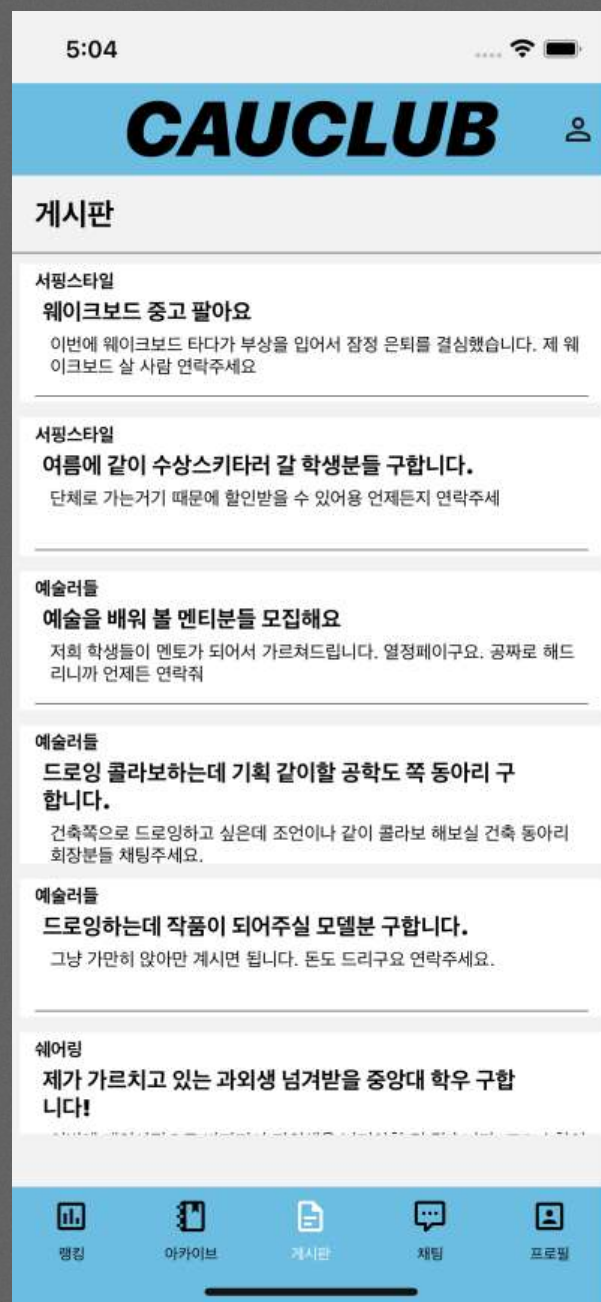 5:04
CAUCLUB
게시판
서핑스타일
웨이크보드 중고 팔아요
이번에 웨이크보드 타다가 부상을 입어서 잠정 은퇴를 결심했습니다. 제 웨
이크보드 살 사람 연락주세요
서핑스타일
여름에 같이 수상스키타러 갈 학생분들 구합니다.
단체로 가는거기 때문에 할인받을 수 있어용 언제든지 연락주세
예술러들
예술을 배워 볼 멘티분들 모집해요
저희 학생들이 멘토가 되어서 가르쳐드립니다. 열정페이구요. 공짜로 해드
리니까 언제든 연락줘
예술러들
드로잉 콜라보하는데 기획 같이할 공학도 쪽 동아리 구
합니다.
건축쪽으로 드로잉하고 싶은데 조언이나 같이 콜라보 해보실 건축 동아리
회장분들 채팅주세요.
예술러들
드로잉하는데 작품이 되어주실 모델분 구합니다.
그냥 가만히 앉아만 계시면 됩니다. 돈도 드리구요 연락주세요.
쉐어링
제가 가르치고 있는 과외생 넘겨받을 중앙대 학우 구합
니다!
랭킹
아카이브
게시판
채팅
프로필